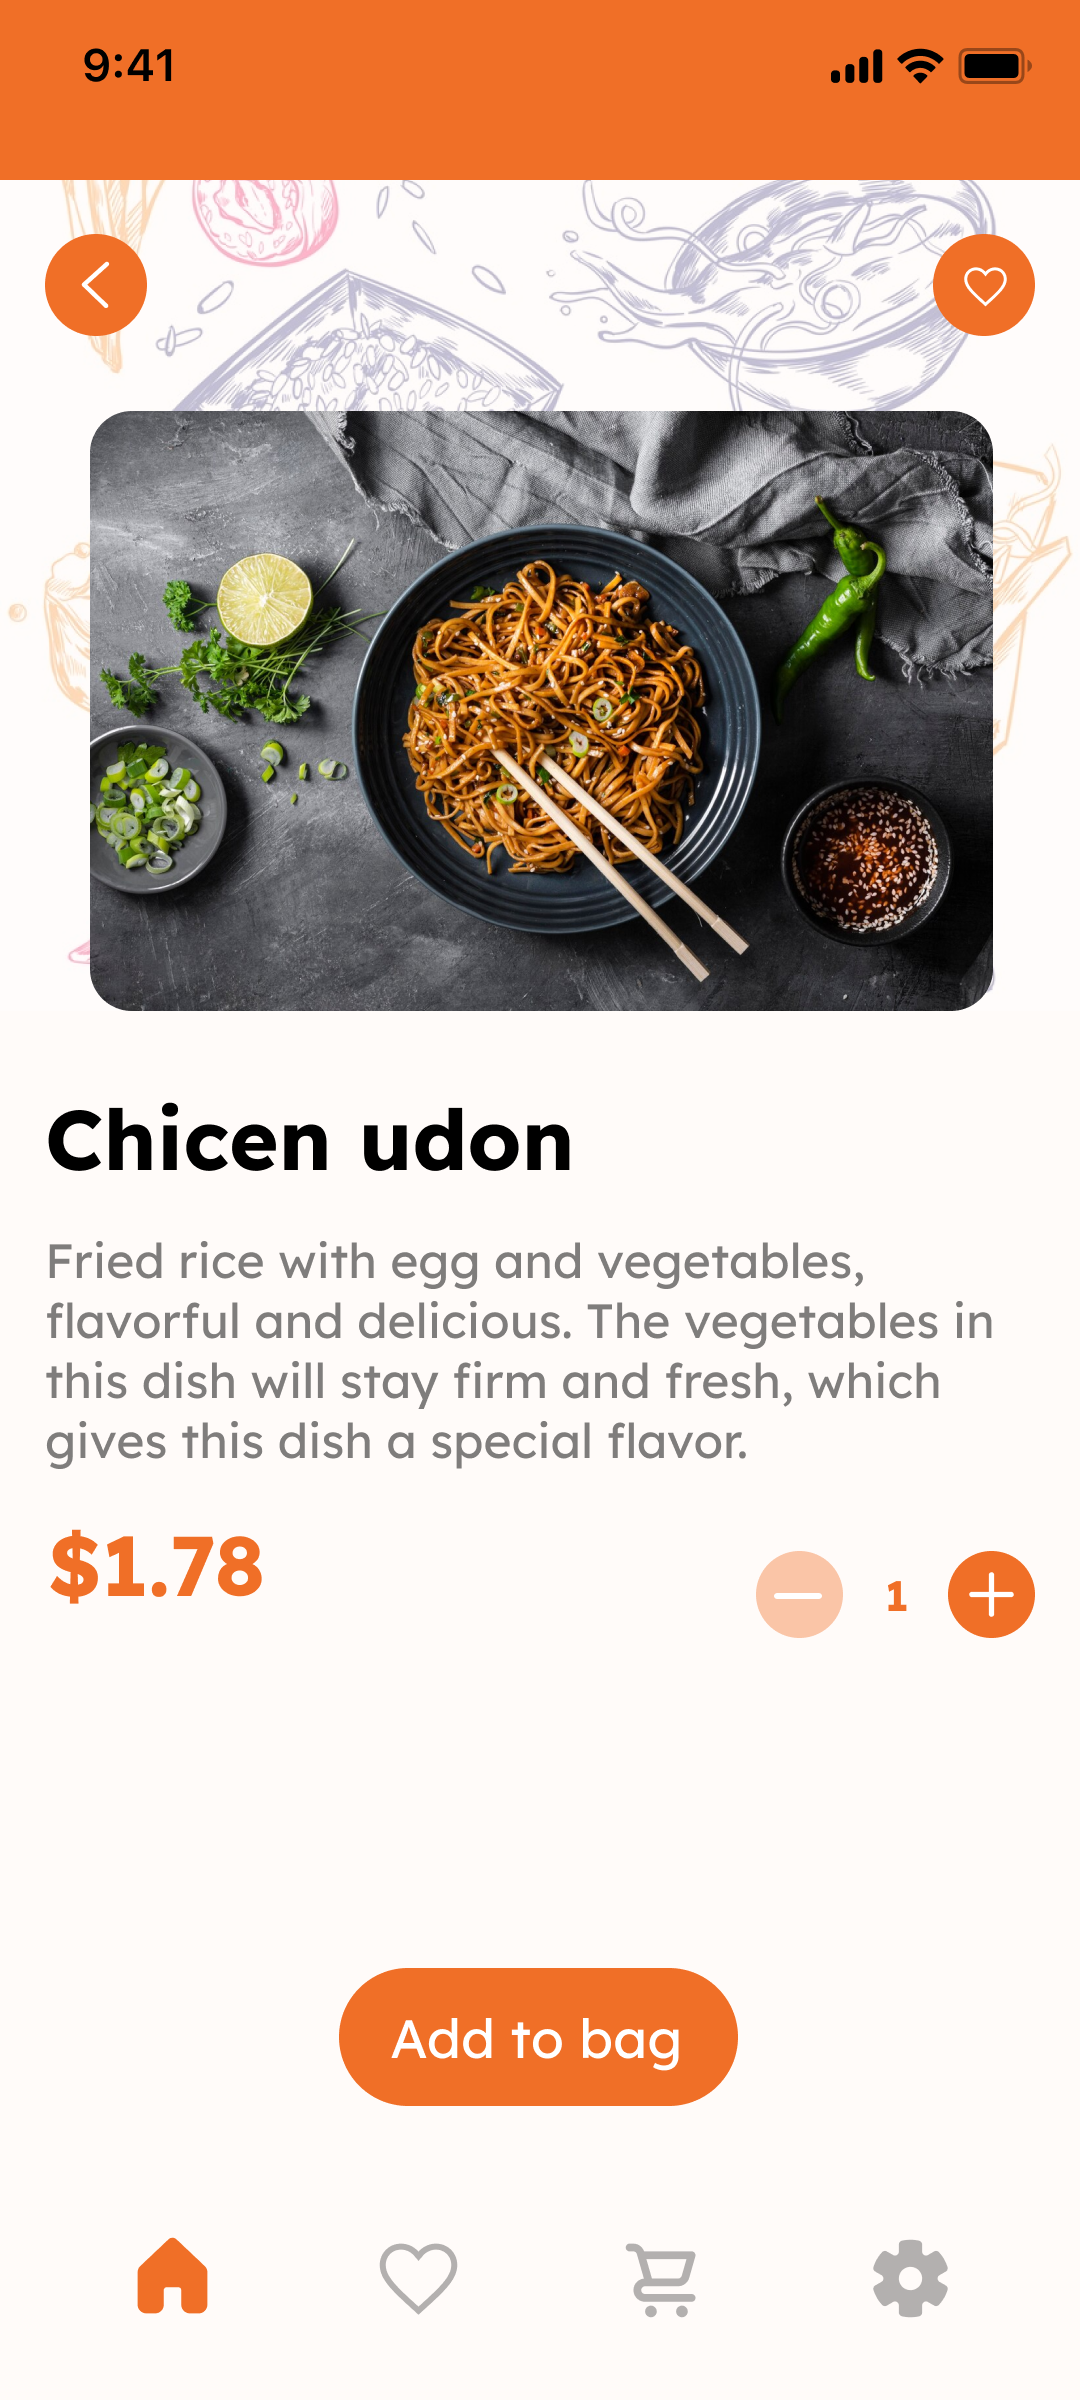 9:41
Chicen udon
Fried rice with egg and vegetables,
flavorful and delicious. The vegetables in
this dish will stay firm and fresh, which
gives this dish a special flavor.
$1.78
1
Add to bag